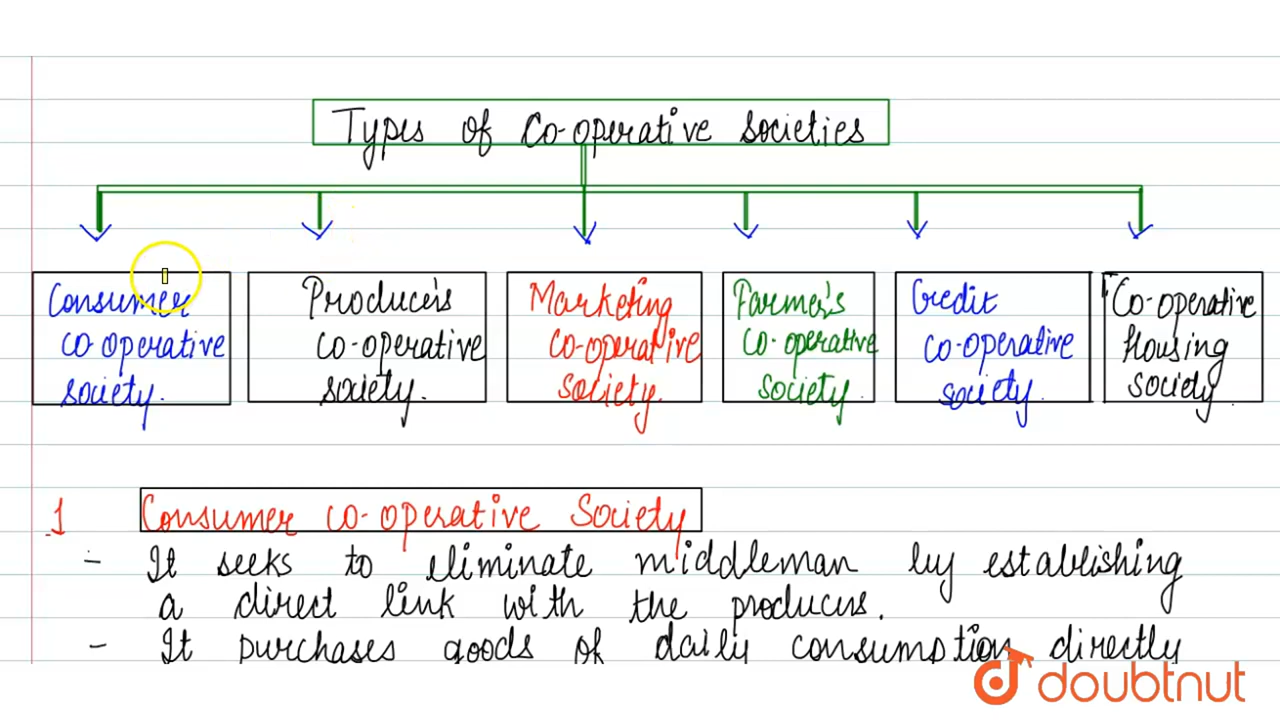 Types of Co-operative Societies
Consumer
co operative
society.
Producer's
co-operative
society.
Marketing
co-operative
society.
Farmer's
co-operative
society.
Credit
co-operative
society.
Co-operative
Housing
society.
1 Consumer co-operative Society
- It seeks to eliminate middleman by establishing
a direct link with the producers.
- It purchases goods of daily consumption directly
doubtnut